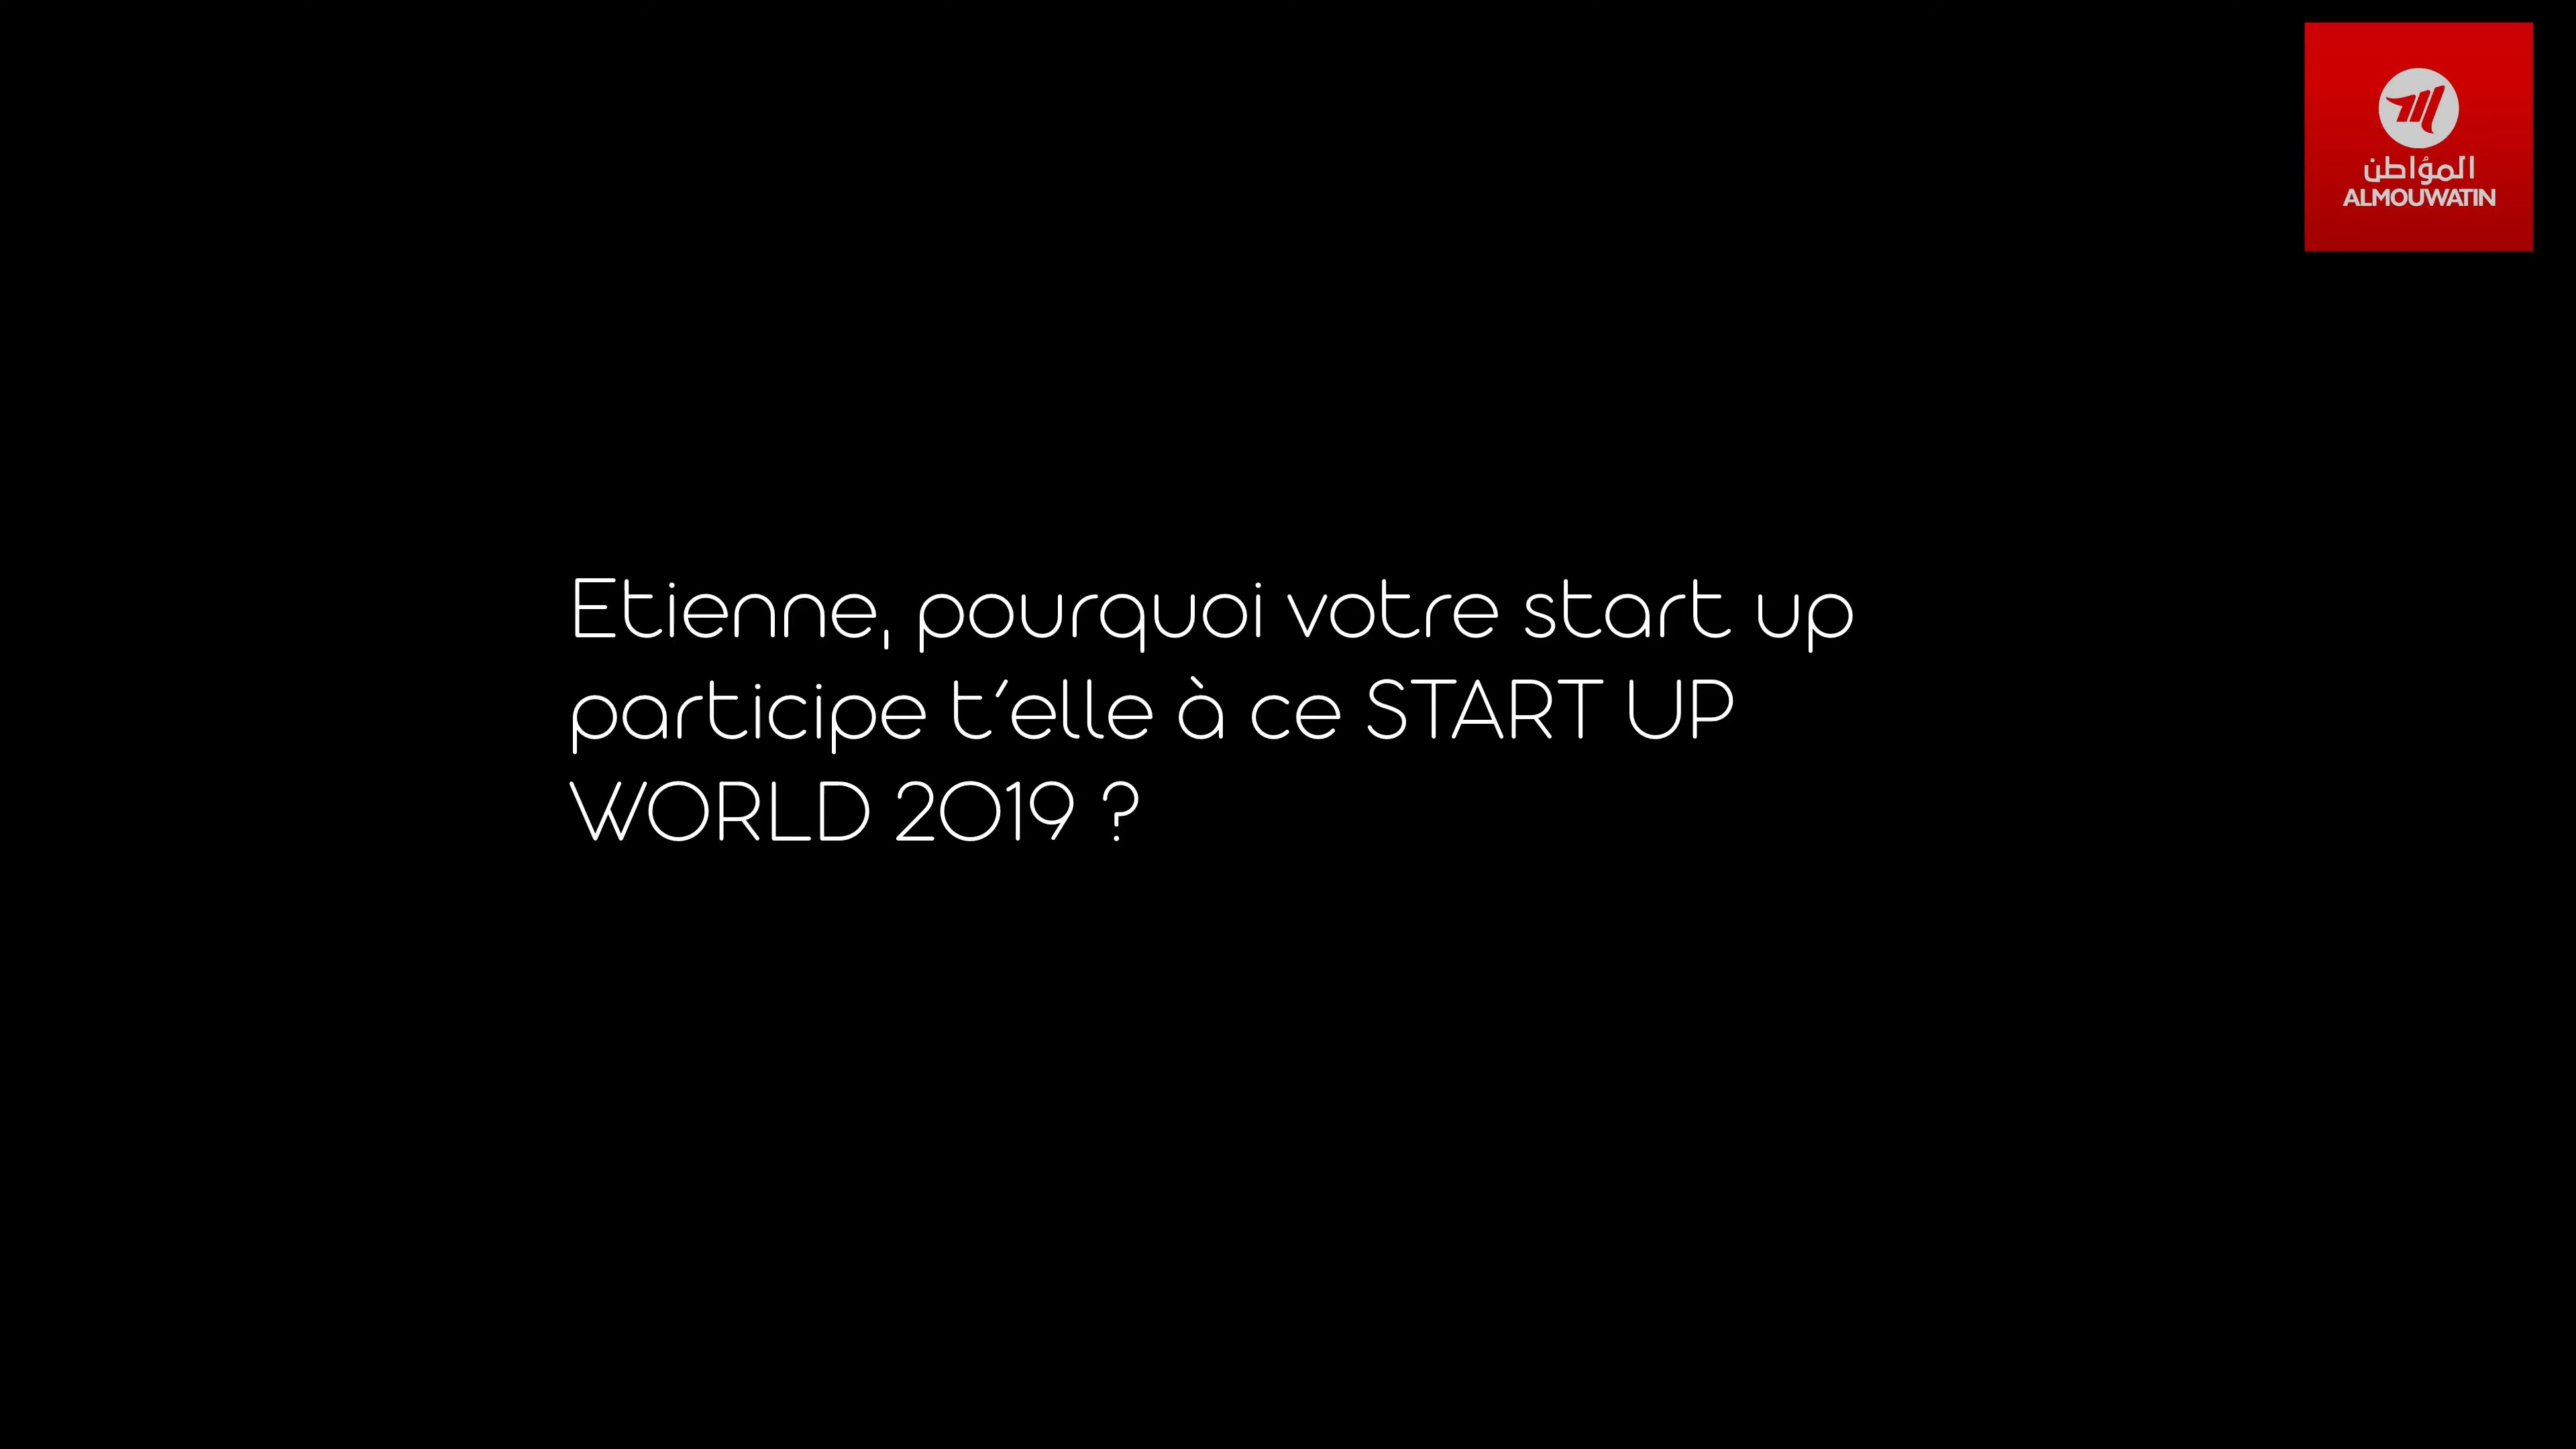 المؤاطن
ALMOUWATIN
Etienne, pourquoi votre start up
participe t'elle à ce START UP
WORLD 2019 ?